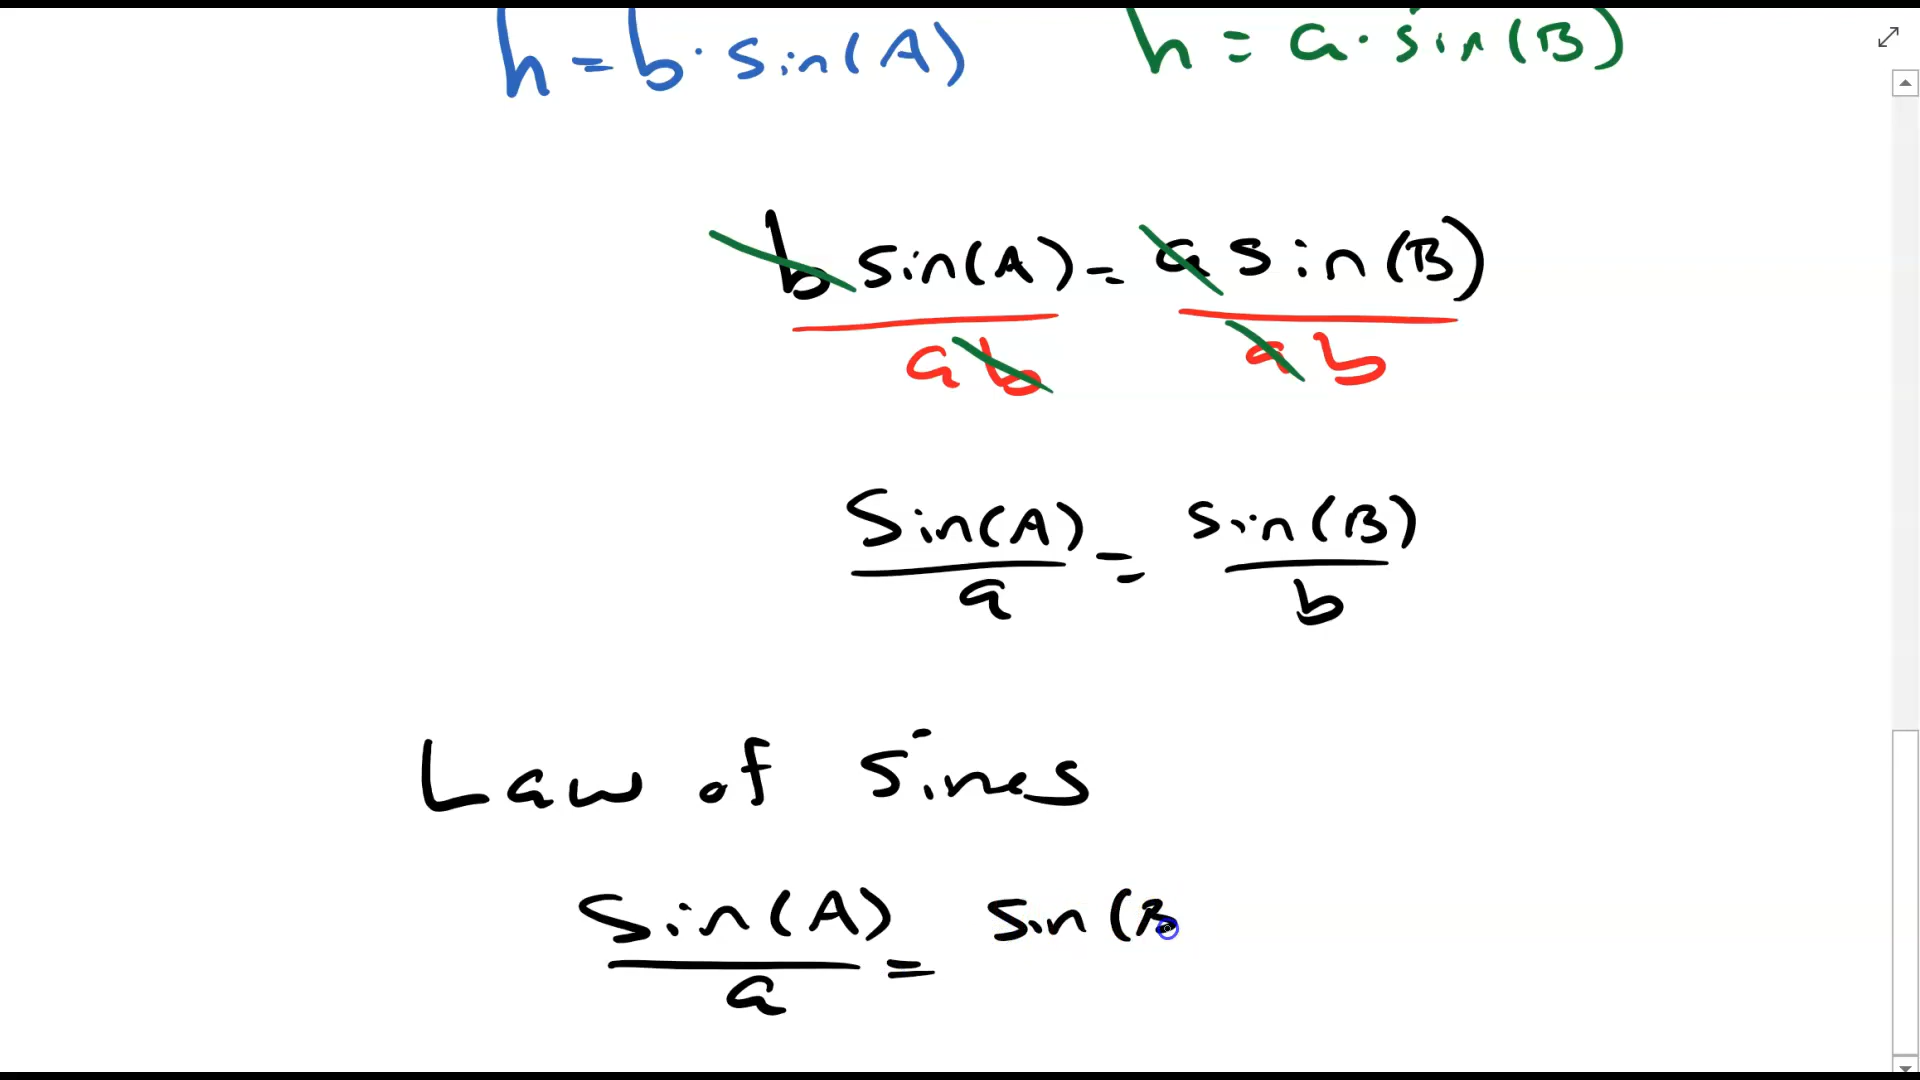 h = b · sin(A) h = a · sin(B)
b sin(A) = a sin(B)
ab ab
Sin(A) = sin(B)
a b
Law of Sines
Sin(A) = Sin(B
a